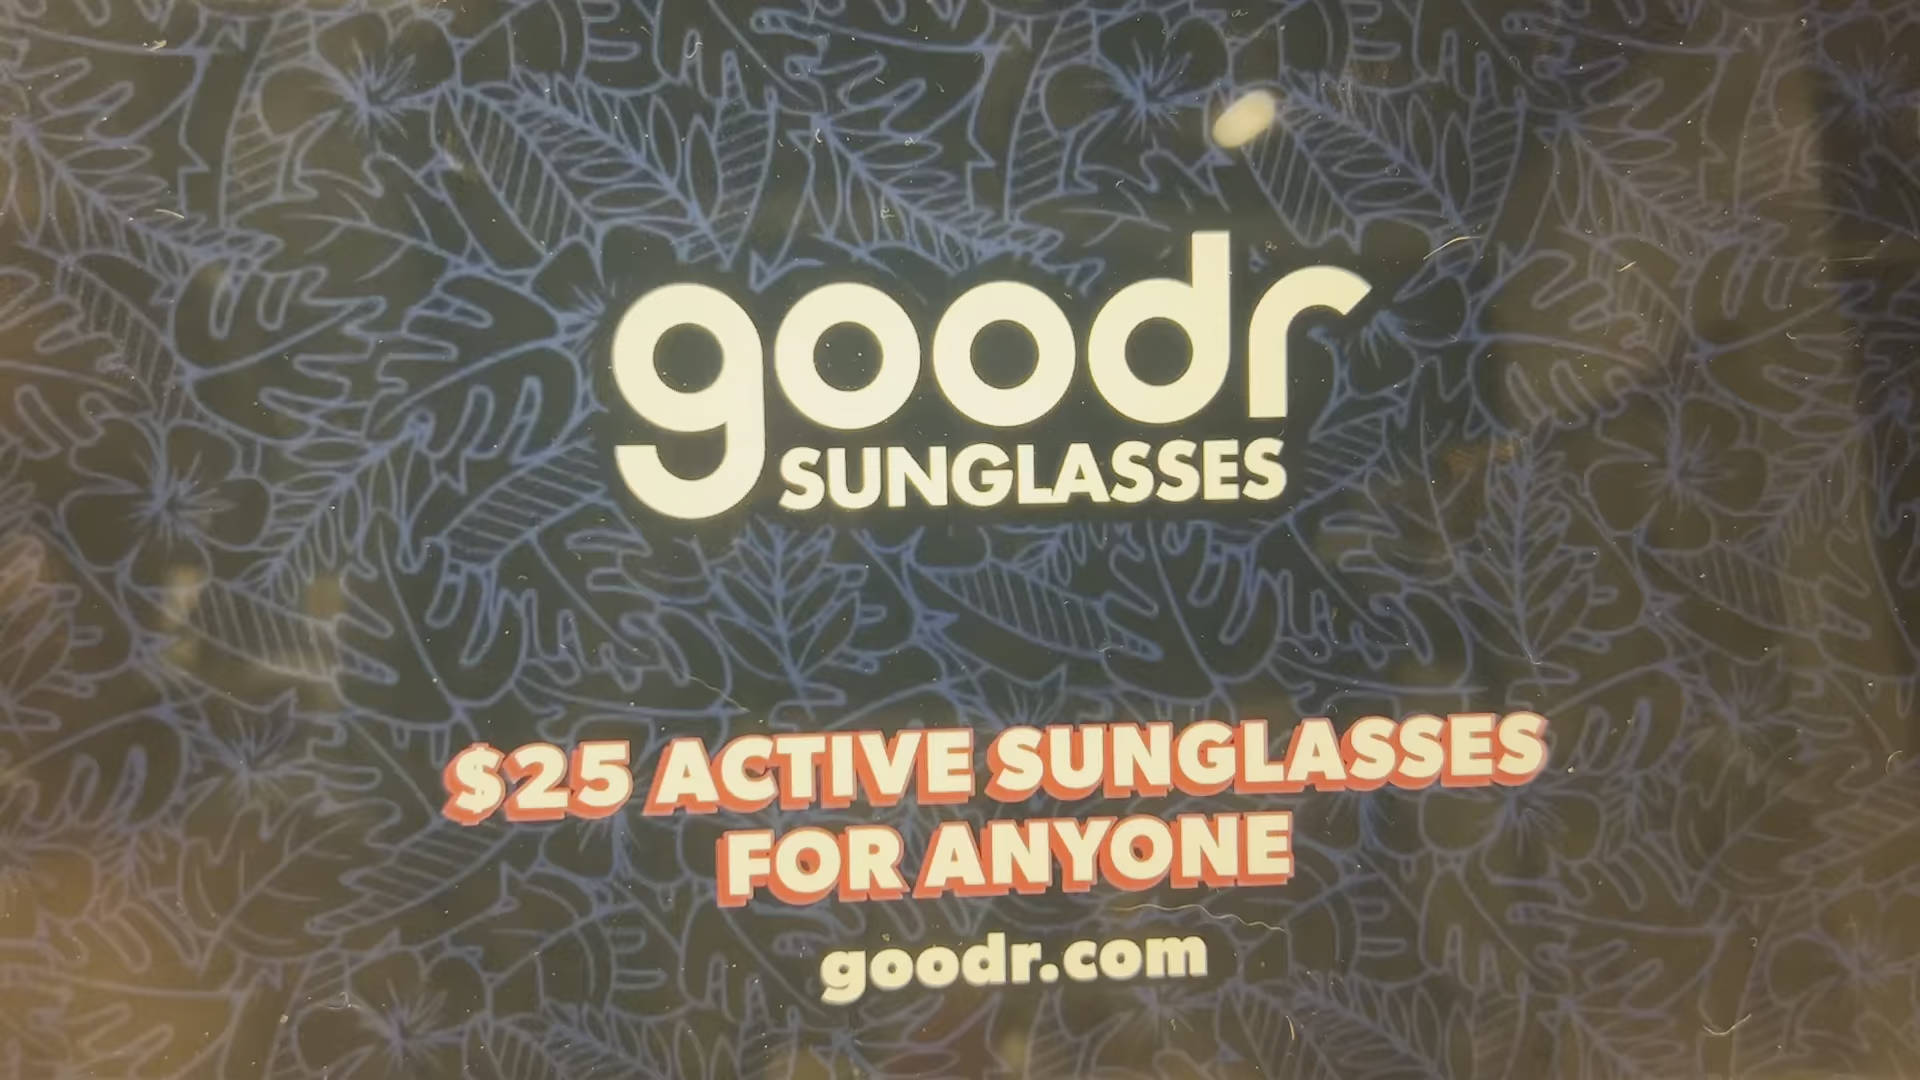 goodr
SUNGLASSES
$25 ACTIVE SUNGLASSES
FOR ANYONE
goodr.com